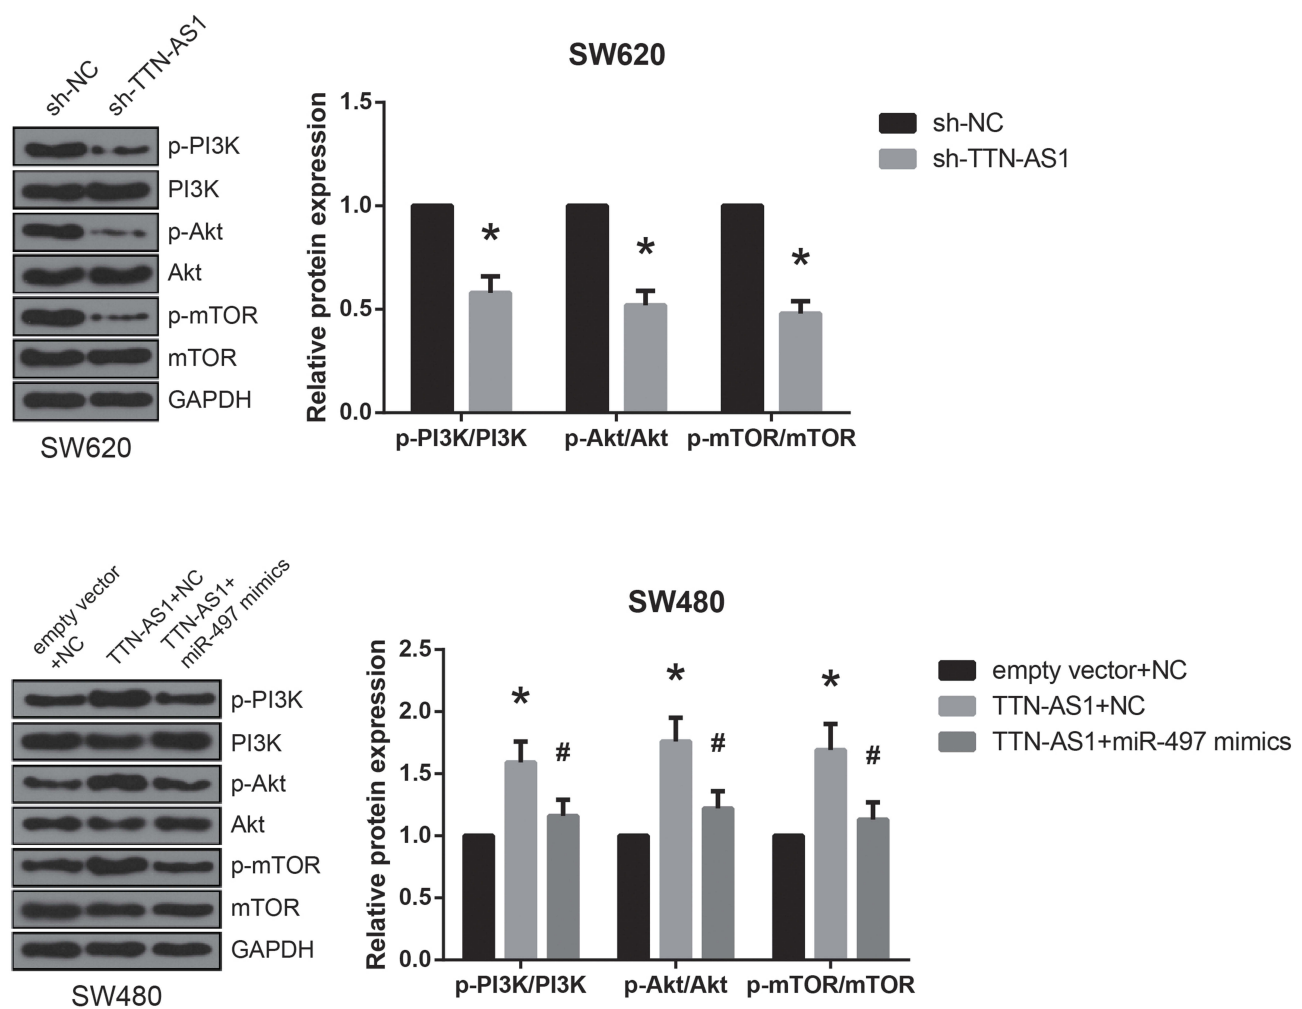 sh-NC
sh-TTN-AS1
p-PI3K
PI3K
p-Akt
Akt
p-mTOR
mTOR
GAPDH
SW620
SW620
Relative protein expression
1.5
1.0
0.5
0.0
*
*
*
p-PI3K/PI3K
p-Akt/Akt
p-mTOR/mTOR
sh-NC
sh-TTN-AS1
empty vector
+NC
TTN-AS1+NC
TTN-AS1+
miR-497 mimics
p-PI3K
PI3K
p-Akt
Akt
p-mTOR
mTOR
GAPDH
SW480
SW480
Relative protein expression
2.5
2.0
1.5
1.0
0.5
0.0
*
#
*
#
*
#
p-PI3K/PI3K
p-Akt/Akt
p-mTOR/mTOR
empty vector+NC
TTN-AS1+NC
TTN-AS1+miR-497 mimics